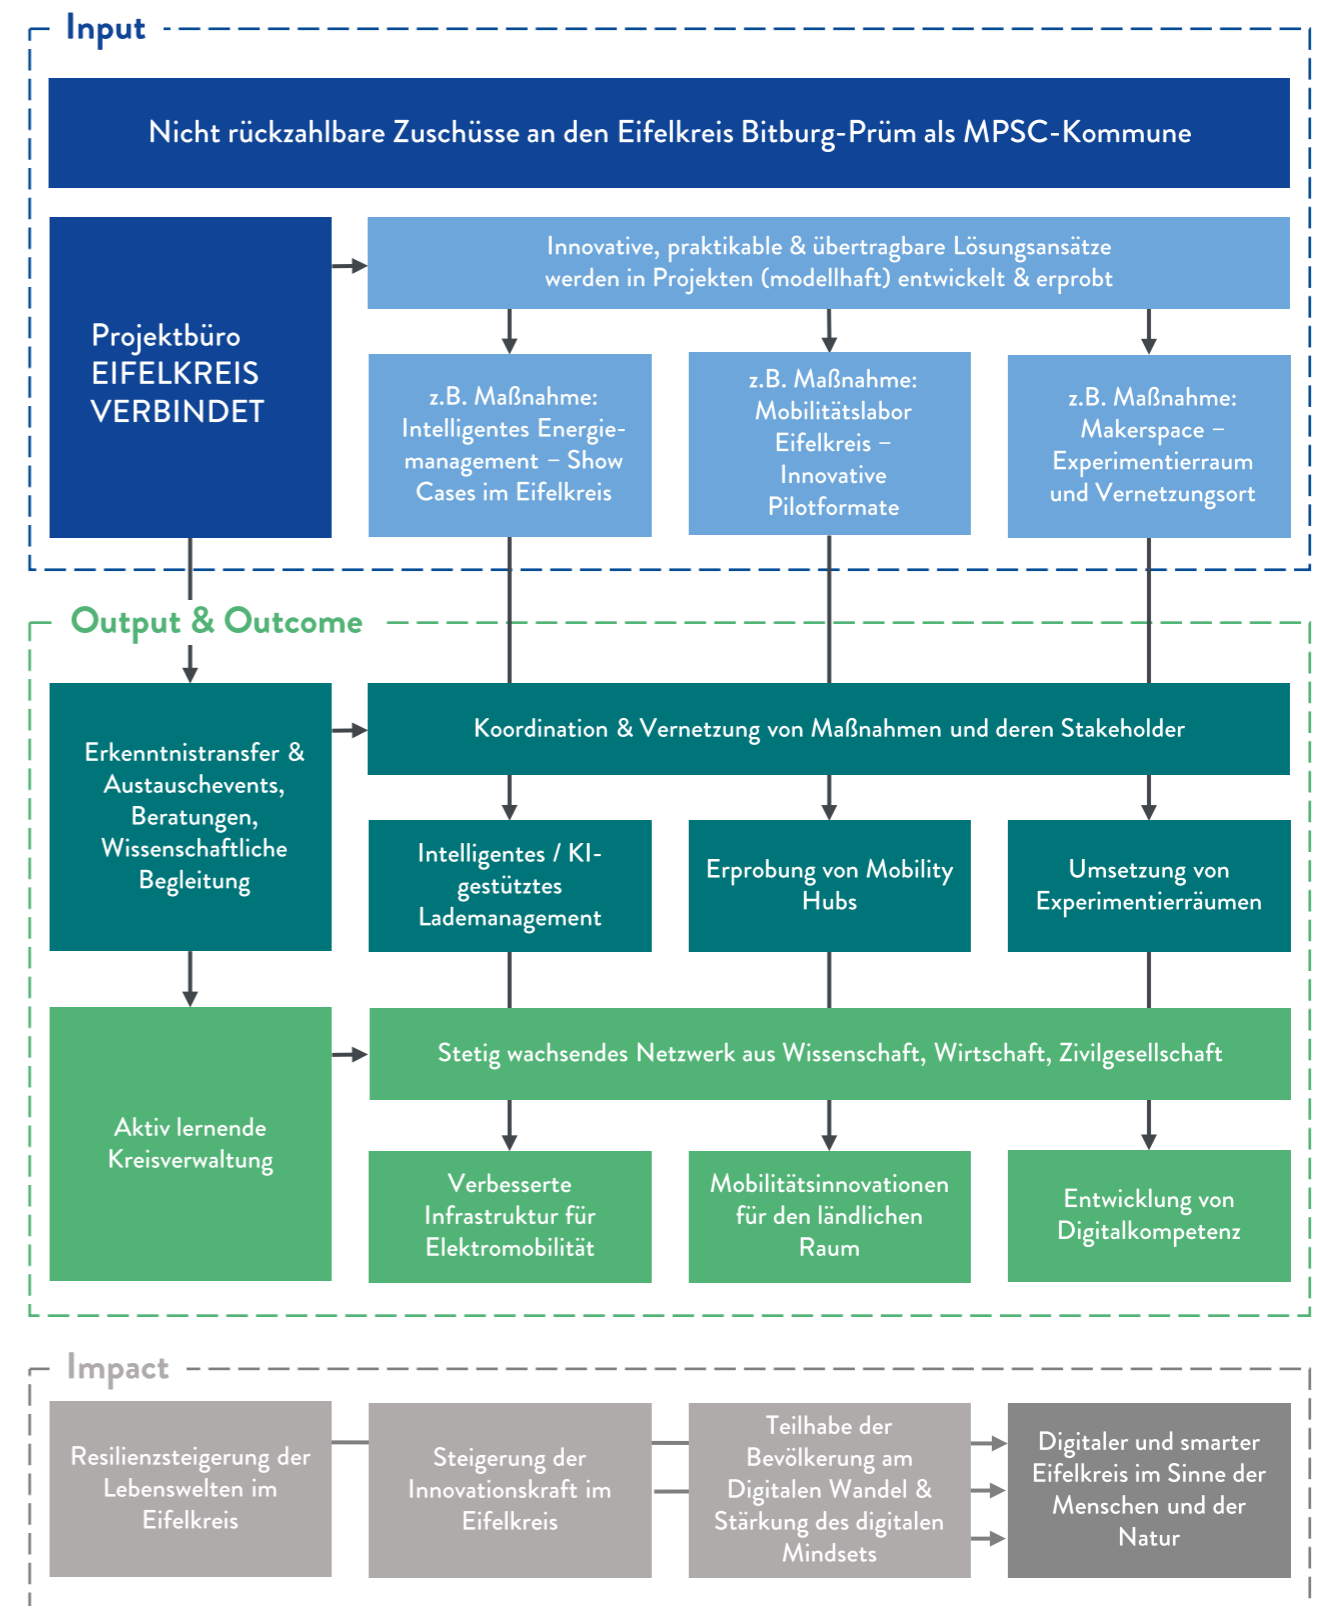 Input
Nicht rückzahlbare Zuschüsse an den Eifelkreis Bitburg-Prüm als MPSC-Kommune
Projektbüro
EIFELKREIS
VERBINDET
Innovative, praktikable & übertragbare Lösungsansätze
werden in Projekten (modellhaft) entwickelt & erprobt
z.B. Maßnahme:
Intelligentes Energie-
management – Show
Cases im Eifelkreis
z.B. Maßnahme:
Mobilitätslabor
Eifelkreis –
Innovative
Pilotformate
z.B. Maßnahme:
Makerspace –
Experimentierraum
und Vernetzungsort
Output & Outcome
Erkenntnistransfer &
Austauschevents,
Beratungen,
Wissenschaftliche
Begleitung
Koordination & Vernetzung von Maßnahmen und deren Stakeholder
Intelligentes / KI-
gestütztes
Lademanagement
Erprobung von Mobility
Hubs
Umsetzung von
Experimentierräumen
Aktiv lernende
Kreisverwaltung
Stetig wachsendes Netzwerk aus Wissenschaft, Wirtschaft, Zivilgesellschaft
Verbesserte
Infrastruktur für
Elektromobilität
Mobilitätsinnovationen
für den ländlichen
Raum
Entwicklung von
Digitalkompetenz
Impact
Resilienzsteigerung der
Lebenswelten im
Eifelkreis
Steigerung der
Innovationskraft im
Eifelkreis
Teilhabe der
Bevölkerung am
Digitalen Wandel &
Stärkung des digitalen
Mindsets
Digitaler und smarter
Eifelkreis im Sinne der
Menschen und der
Natur